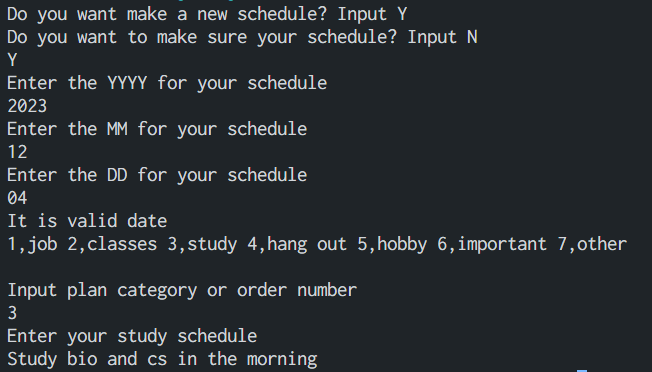 Do you want make a new schedule? Input Y
Do you want to make sure your schedule? Input N
Y
Enter the YYYY for your schedule
2023
Enter the MM for your schedule
12
Enter the DD for your schedule
04
It is valid date
1,job 2,classes 3,study 4,hang out 5,hobby 6,important 7,other
Input plan category or order number
3
Enter your study schedule
Study bio and cs in the morning